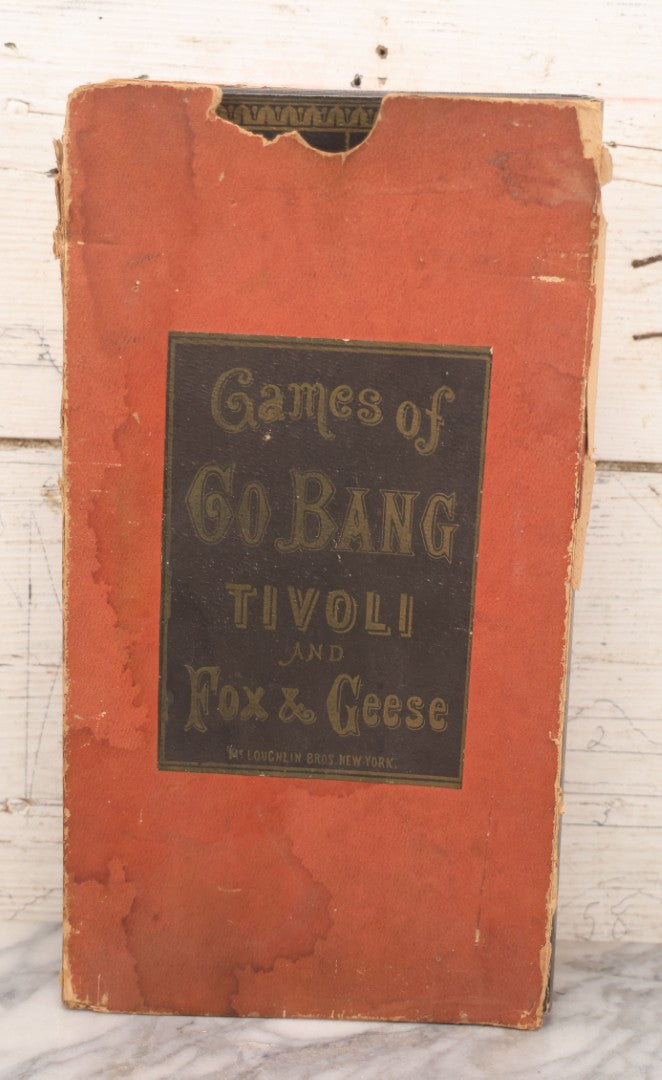 Games of
Go Bang
TIVOLI
AND
Fox & Geese
McLOUGHLIN BROS. NEW YORK.